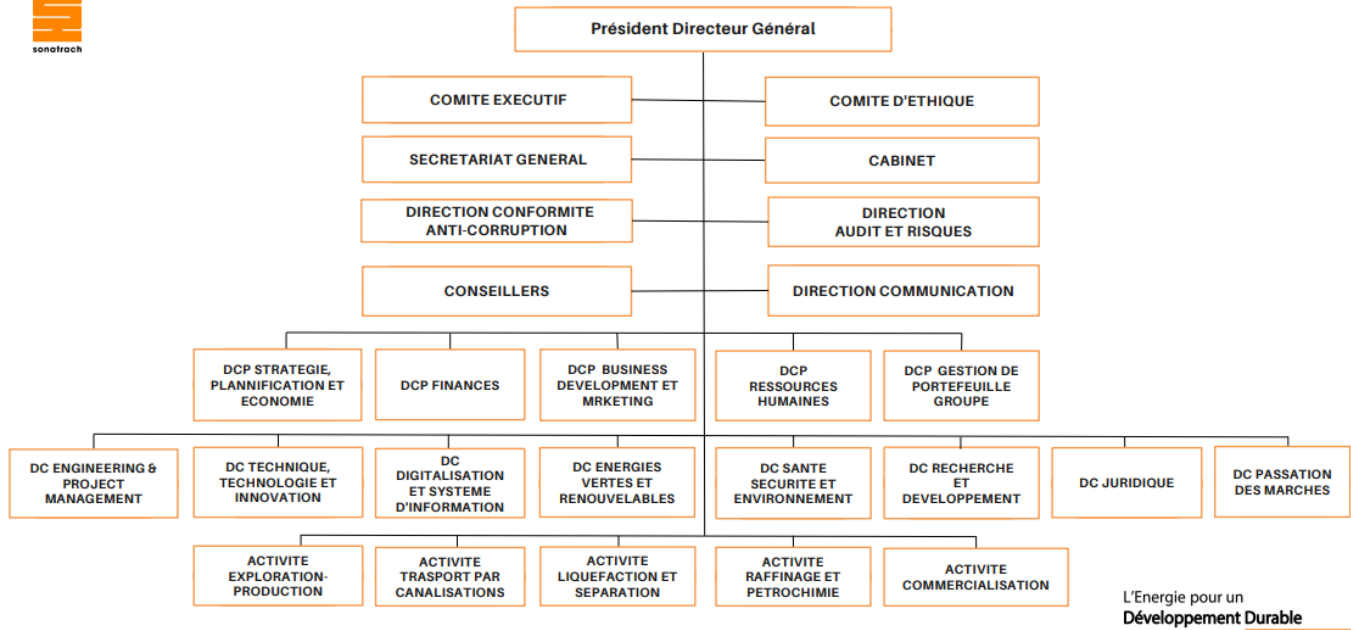 sonatrach
Président Directeur Général
COMITE EXECUTIF
COMITE D'ETHIQUE
SECRETARIAT GENERAL
CABINET
DIRECTION CONFORMITE
ANTI-CORRUPTION
DIRECTION
AUDIT ET RISQUES
CONSEILLERS
DIRECTION COMMUNICATION
DCP STRATEGIE,
PLANNIFICATION ET
ECONOMIE
DCP FINANCES
DCP BUSINESS
DEVELOPMENT ET
MRKETING
DCP
RESSOURCES
HUMAINES
DCP GESTION DE
PORTEFEUILLE
GROUPE
DC ENGINEERING &
PROJECT
MANAGEMENT
DC TECHNIQUE,
TECHNOLOGIE ET
INNOVATION
DC
DIGITALISATION
ET SYSTEME
D'INFORMATION
DC ENERGIES
VERTES ET
RENOUVELABLES
DC SANTE
SECURITE ET
ENVIRONNEMENT
DC RECHERCHE
ET
DEVELOPPEMENT
DC JURIDIQUE
DC PASSATION
DES MARCHES
ACTIVITE
EXPLORATION-
PRODUCTION
ACTIVITE
TRASPORT PAR
CANALISATIONS
ACTIVITE
LIQUEFACTION ET
SEPARATION
ACTIVITE
RAFFINAGE ET
PETROCHIMIE
ACTIVITE
COMMERCIALISATION
L'Energie pour un
Développement Durable